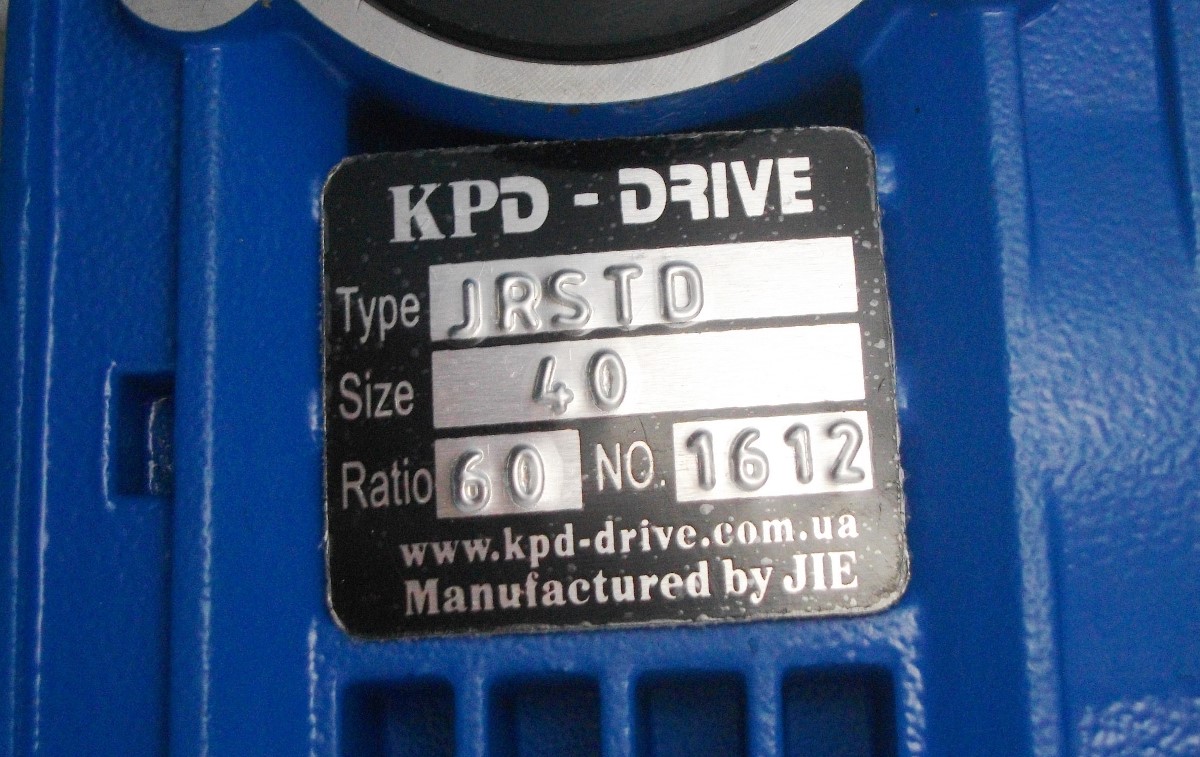 KPD - DRIVE
Type JRSTD
Size 40
Ratio 60 NO. 1612
www.kpd-drive.com.ua
Manufactured by JIE